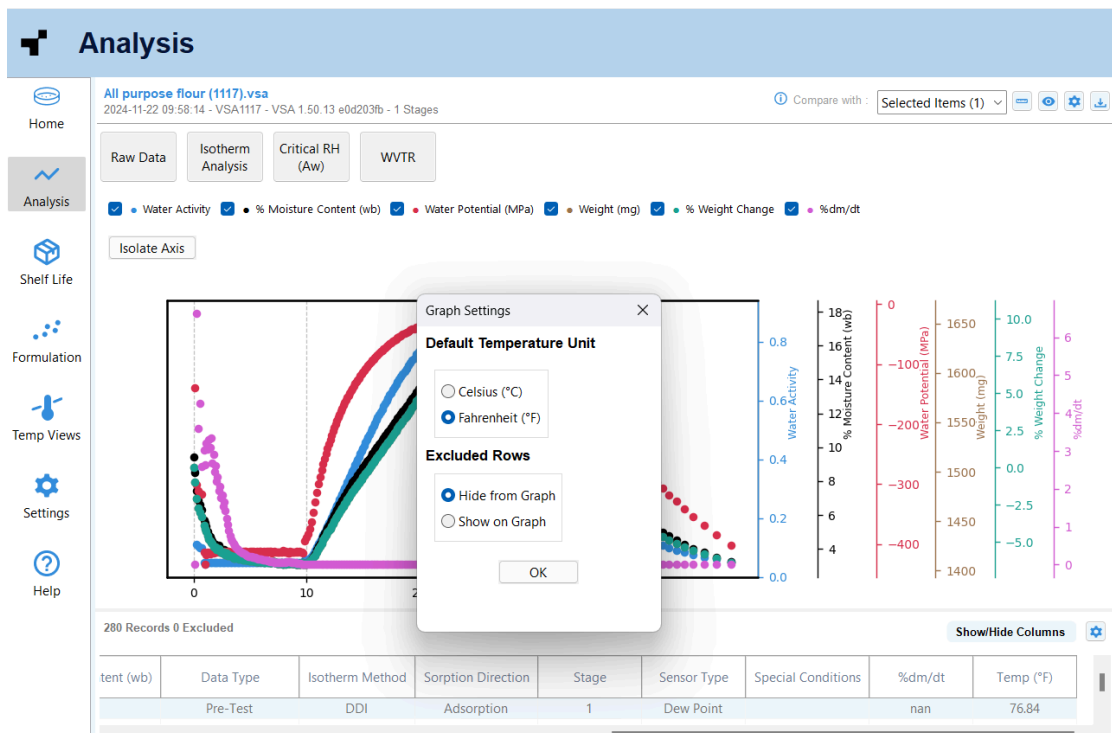 Analysis
Home
Analysis
Shelf Life
Formulation
Temp Views
Settings
Help
All purpose flour (1117).vsa
2024-11-22 09:58:14 - VSA1117 - VSA 1.50.13 e0d203fb - 1 Stages
Compare with :
Selected Items (1)
Raw Data
Isotherm
Analysis
Critical RH
(Aw)
WVTR
Water Activity
% Moisture Content (wb)
Water Potential (MPa)
Weight (mg)
% Weight Change
%dm/dt
Isolate Axis
0
10
2
Graph Settings
Default Temperature Unit
Celsius (°C)
Fahrenheit (°F)
Excluded Rows
Hide from Graph
Show on Graph
OK
0.8
0.6
0.4
0.2
0.0
Water Activity
18
16
14
12
10
8
6
4
% Moisture Content (wb)
0
−100
−200
−300
−400
Water Potential (MPa)
1650
1600
1550
1500
1450
1400
Weight (mg)
10.0
7.5
5.0
2.5
0.0
−2.5
−5.0
% Weight Change
6
5
4
3
2
1
0
%dm/dt
280 Records 0 Excluded
Show/Hide Columns
tent (wb) Data Type Isotherm Method Sorption Direction Stage Sensor Type Special Conditions %dm/dt Temp (°F)
Pre-Test DDI Adsorption 1 Dew Point nan 76.84